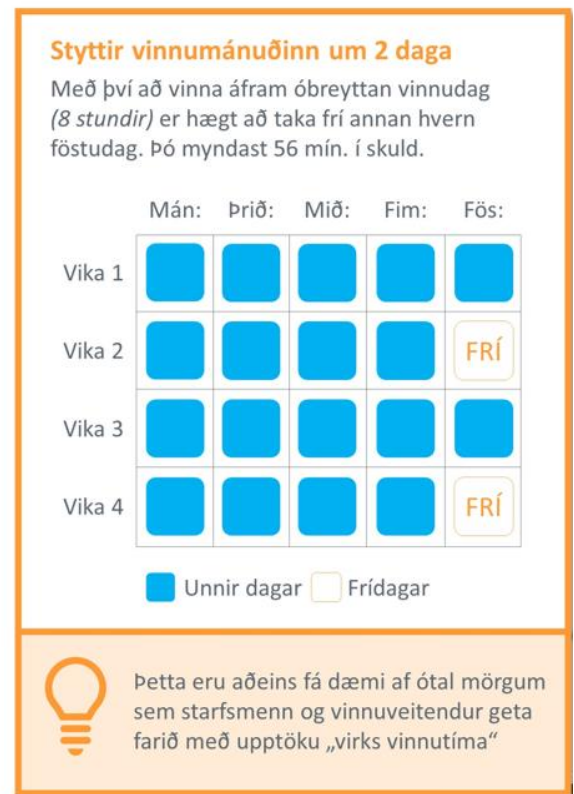 Styttir vinnumánuðinn um 2 daga
Með því að vinna áfram óbreyttan vinnudag
(8 stundir) er hægt að taka frí annan hvern
föstudag. Þó myndast 56 mín. í skuld.
Mán: Þrið: Mið: Fim: Fös:
Vika 1
Vika 2 FRÍ
Vika 3
Vika 4 FRÍ
Unnir dagar Frídagar
Þetta eru aðeins fá dæmi af ótal mörgum
sem starfsmenn og vinnuveitendur geta
farið með upptöku „virks vinnutíma“